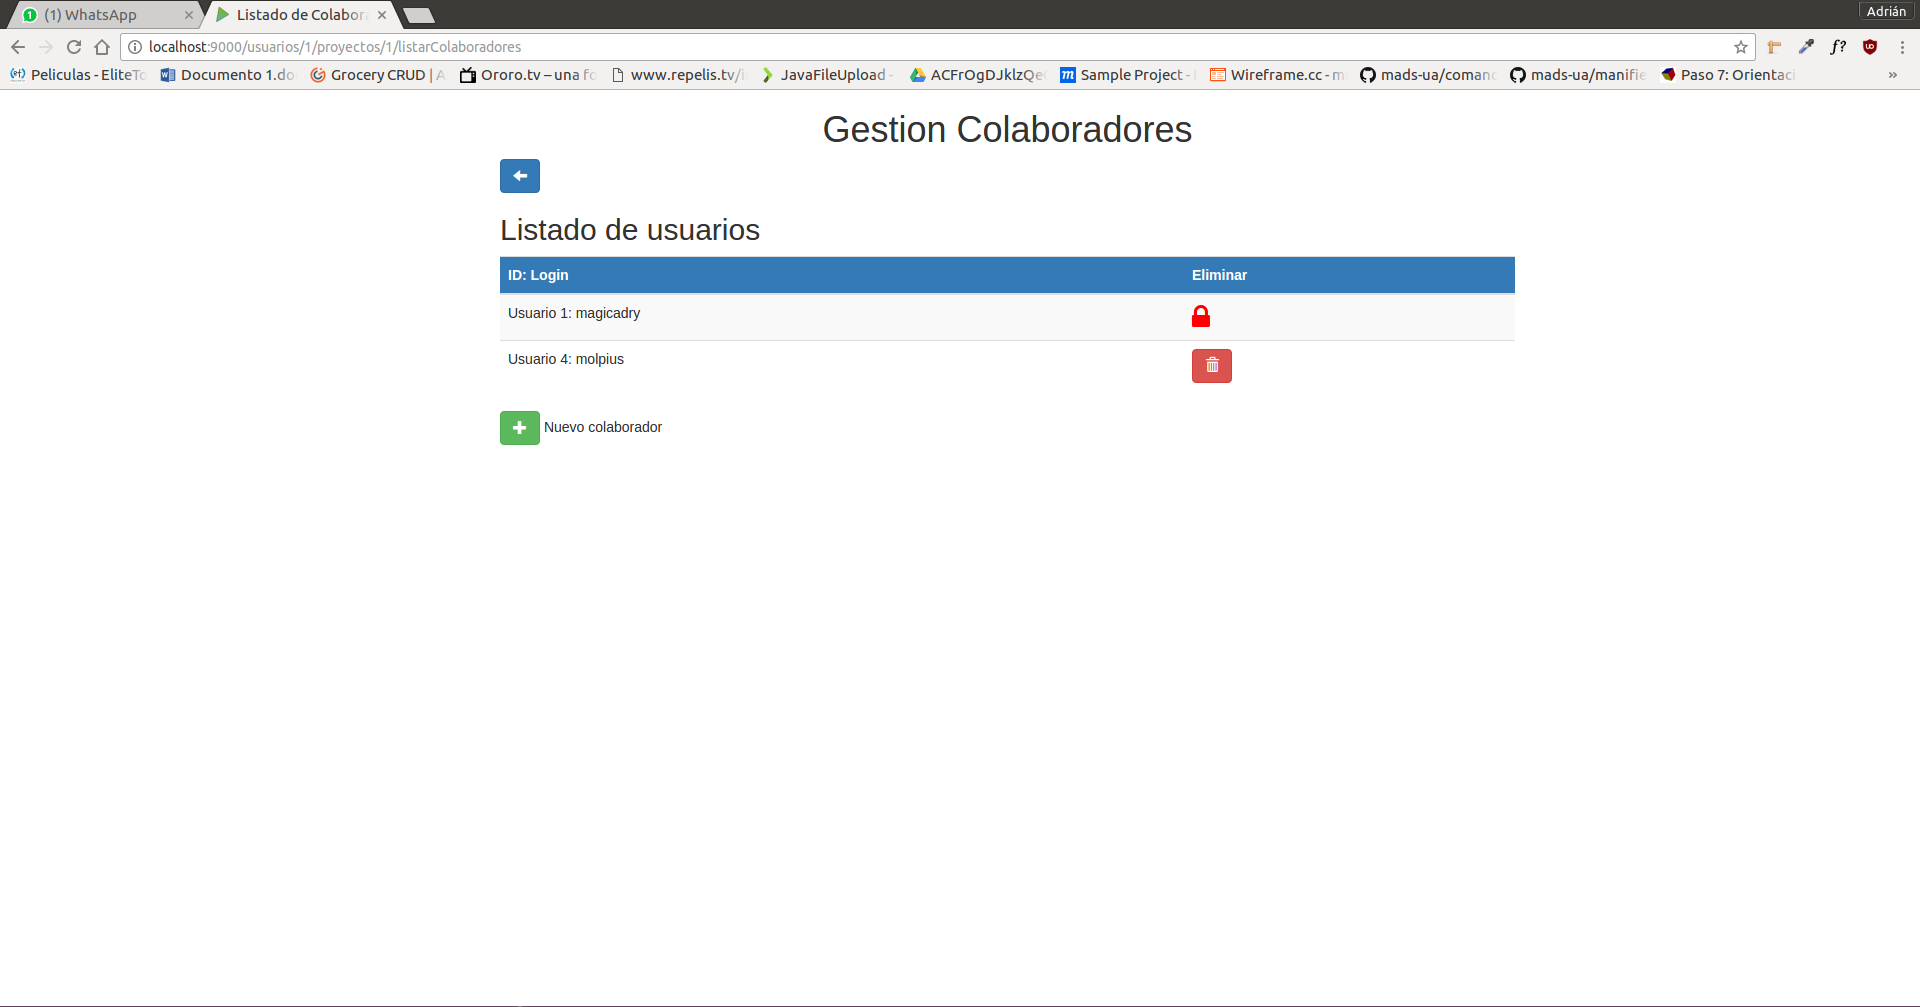 (1) WhatsApp
Listado de Colabor
Adrián
localhost:9000/usuarios/1/proyectos/1/listarColaboradores
f?
Peliculas - EliteTo
Documento 1.do
Grocery CRUD | A
Ororo.tv – una fo
www.repelis.tv/
JavaFileUpload -
ACFrOgDJklzQe
Sample Project -
Wireframe.cc - m
mads-ua/coman
mads-ua/manifie
Paso 7: Orientaci
»
Gestion Colaboradores
Listado de usuarios
ID: Login
Eliminar
Usuario 1: magicadry
Usuario 4: molpius
Nuevo colaborador